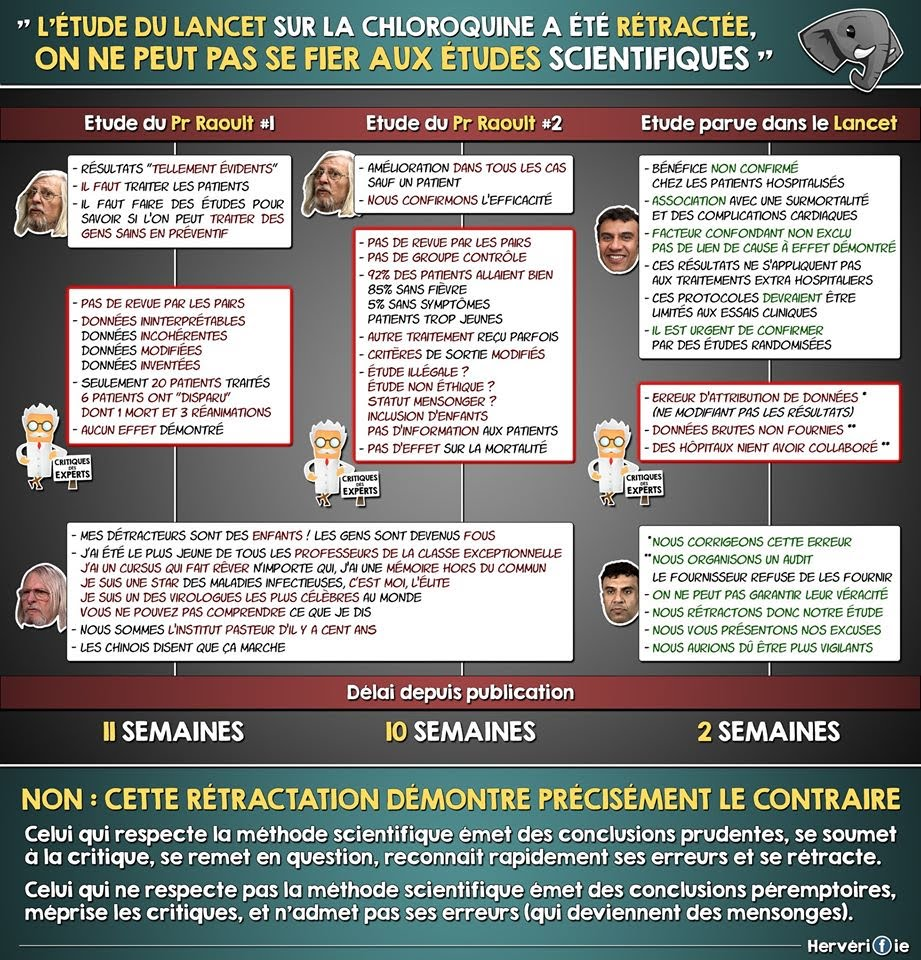 " L'ÉTUDE DU LANCET SUR LA CHLOROQUINE A ÉTÉ RÉTRACTÉE,
ON NE PEUT PAS SE FIER AUX ÉTUDES SCIENTIFIQUES "
Etude du Pr Raoult #1
- RÉSULTATS "TELLEMENT ÉVIDENTS"
- IL FAUT TRAITER LES PATIENTS
- IL FAUT FAIRE DES ÉTUDES POUR
SAVOIR SI L'ON PEUT TRAITER DES
GENS SAINS EN PRÉVENTIF
- PAS DE REVUE PAR LES PAIRS
- DONNÉES ININTERPRÉTABLES
DONNÉES INCOHÉRENTES
DONNÉES MODIFIÉES
DONNÉES INVENTÉES
- SEULEMENT 20 PATIENTS TRAITÉS
6 PATIENTS ONT "DISPARU"
DONT 1 MORT ET 3 RÉANIMATIONS
- AUCUN EFFET DÉMONTRÉ
CRITIQUES
DES
EXPERTS
Etude du Pr Raoult #2
- AMÉLIORATION DANS TOUS LES CAS
SAUF UN PATIENT
- NOUS CONFIRMONS L'EFFICACITÉ
- PAS DE REVUE PAR LES PAIRS
- PAS DE GROUPE CONTRÔLE
- 92% DES PATIENTS ALLAIENT BIEN
85% SANS FIÈVRE
5% SANS SYMPTÔMES
PATIENTS TROP JEUNES
- AUTRE TRAITEMENT REÇU PARFOIS
- CRITÈRES DE SORTIE MODIFIÉS
- ÉTUDE ILLÉGALE ?
ÉTUDE NON ÉTHIQUE ?
STATUT MENSONGER ?
INCLUSION D'ENFANTS
PAS D'INFORMATION AUX PATIENTS
- PAS D'EFFET SUR LA MORTALITÉ
CRITIQUES
DES
EXPERTS
Etude parue dans le Lancet
- BÉNÉFICE NON CONFIRMÉ
CHEZ LES PATIENTS HOSPITALISÉS
- ASSOCIATION AVEC UNE SURMORTALITÉ
ET DES COMPLICATIONS CARDIAQUES
- FACTEUR CONFONDANT NON EXCLU
PAS DE LIEN DE CAUSE À EFFET DÉMONTRÉ
- CES RÉSULTATS NE S'APPLIQUENT PAS
AUX TRAITEMENTS EXTRA HOSPITALIERS
- CES PROTOCOLES DEVRAIENT ÊTRE
LIMITÉS AUX ESSAIS CLINIQUES
- IL EST URGENT DE CONFIRMER
PAR DES ÉTUDES RANDOMISÉES
- ERREUR D'ATTRIBUTION DE DONNÉES *
(NE MODIFIANT PAS LES RÉSULTATS)
- DONNÉES BRUTES NON FOURNIES **
- DES HÔPITAUX NIENT AVOIR COLLABORÉ **
CRITIQUES
DES
EXPERTS
- MES DÉTRACTEURS SONT DES ENFANTS ! LES GENS SONT DEVENUS FOUS
- J'AI ÉTÉ LE PLUS JEUNE DE TOUS LES PROFESSEURS DE LA CLASSE EXCEPTIONNELLE
J'AI UN CURSUS QUI FAIT RÊVER N'IMPORTE QUI, J'AI UNE MÉMOIRE HORS DU COMMUN
JE SUIS UNE STAR DES MALADIES INFECTIEUSES, C'EST MOI, L'ÉLITE
JE SUIS UN DES VIROLOGUES LES PLUS CÉLÈBRES AU MONDE
VOUS NE POUVEZ PAS COMPRENDRE CE QUE JE DIS
- NOUS SOMMES L'INSTITUT PASTEUR D'IL Y A CENT ANS
- LES CHINOIS DISENT QUE ÇA MARCHE
*NOUS CORRIGEONS CETTE ERREUR
**NOUS ORGANISONS UN AUDIT
LE FOURNISSEUR REFUSE DE LES FOURNIR
- ON NE PEUT PAS GARANTIR LEUR VÉRACITÉ
- NOUS RÉTRACTONS DONC NOTRE ÉTUDE
- NOUS VOUS PRÉSENTONS NOS EXCUSES
- NOUS AURIONS DÛ ÊTRE PLUS VIGILANTS
Délai depuis publication
11 SEMAINES
10 SEMAINES
2 SEMAINES
NON : CETTE RÉTRACTATION DÉMONTRE PRÉCISÉMENT LE CONTRAIRE
Celui qui respecte la méthode scientifique émet des conclusions prudentes, se soumet
à la critique, se remet en question, reconnait rapidement ses erreurs et se rétracte.
Celui qui ne respecte pas la méthode scientifique émet des conclusions péremptoires,
méprise les critiques, et n'admet pas ses erreurs (qui deviennent des mensonges).
Hervérifie